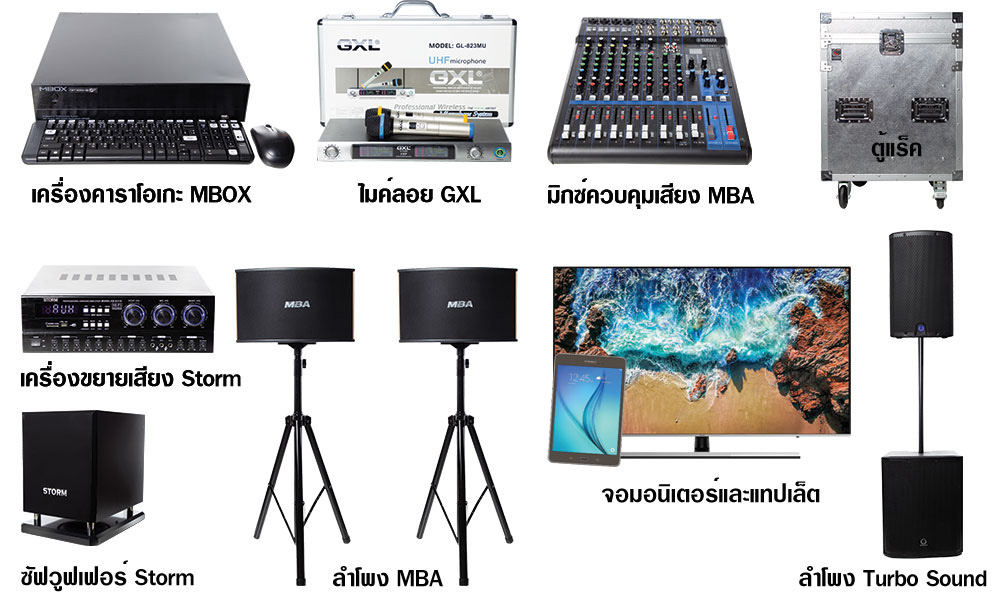 GXL
MODEL: GL-823MU
UHF microphone
GXL
Professional Wireless
MBOX
GXL
YAMAHA
ตู้แร็ค
เครื่องคาราโอเกะ MBOX
ไมค์ลอย GXL
มิกซ์ควบคุมเสียง MBA
STORM
AUX
MBA
MBA
12:45
เครื่องขยายเสียง Storm
STORM
จอมอนิเตอร์และแทปเล็ต
ซัฟวูฟเฟอร์ Storm
ลำโพง MBA
ลำโพง Turbo Sound